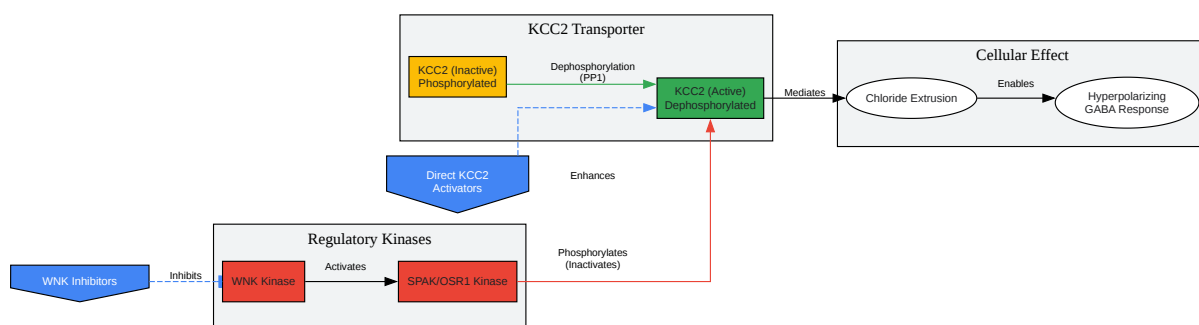 KCC2 Transporter
KCC2 (Inactive)
Phosphorylated
Dephosphorylation
(PP1)
KCC2 (Active)
Dephosphorylated
Mediates
Cellular Effect
Chloride Extrusion
Enables
Hyperpolarizing
GABA Response
Direct KCC2
Activators
Enhances
Regulatory Kinases
WNK Inhibitors
Inhibits
WNK Kinase
Activates
SPAK/OSR1 Kinase
Phosphorylates
(Inactivates)